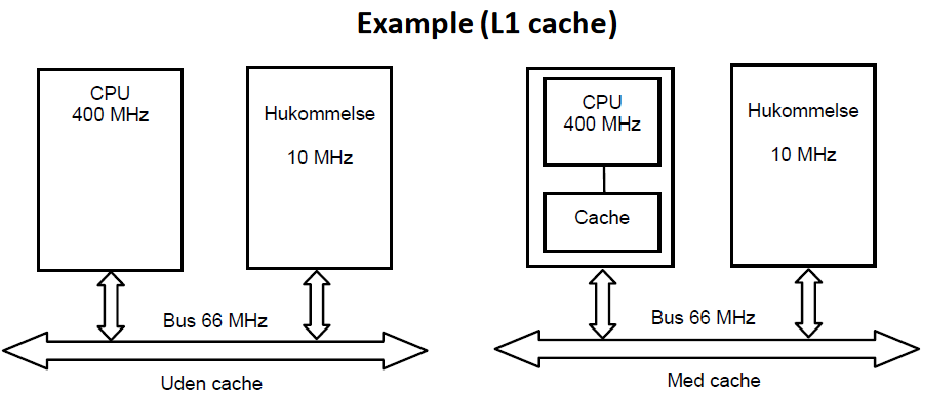 Example (L1 cache)
CPU
400 MHz
Hukommelse
10 MHz
Bus 66 MHz
Uden cache
CPU
400 MHz
Cache
Hukommelse
10 MHz
Bus 66 MHz
Med cache